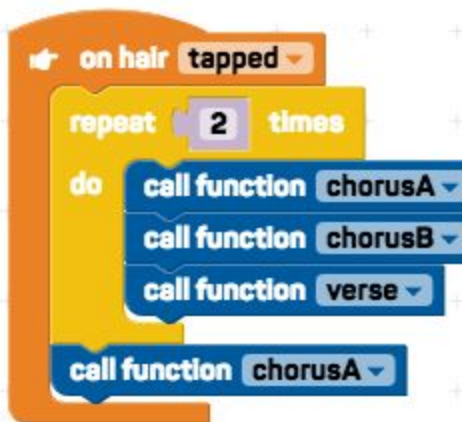 on hair tapped
repeat 2 times
do call function chorusA
call function chorusB
call function verse
call function chorusA